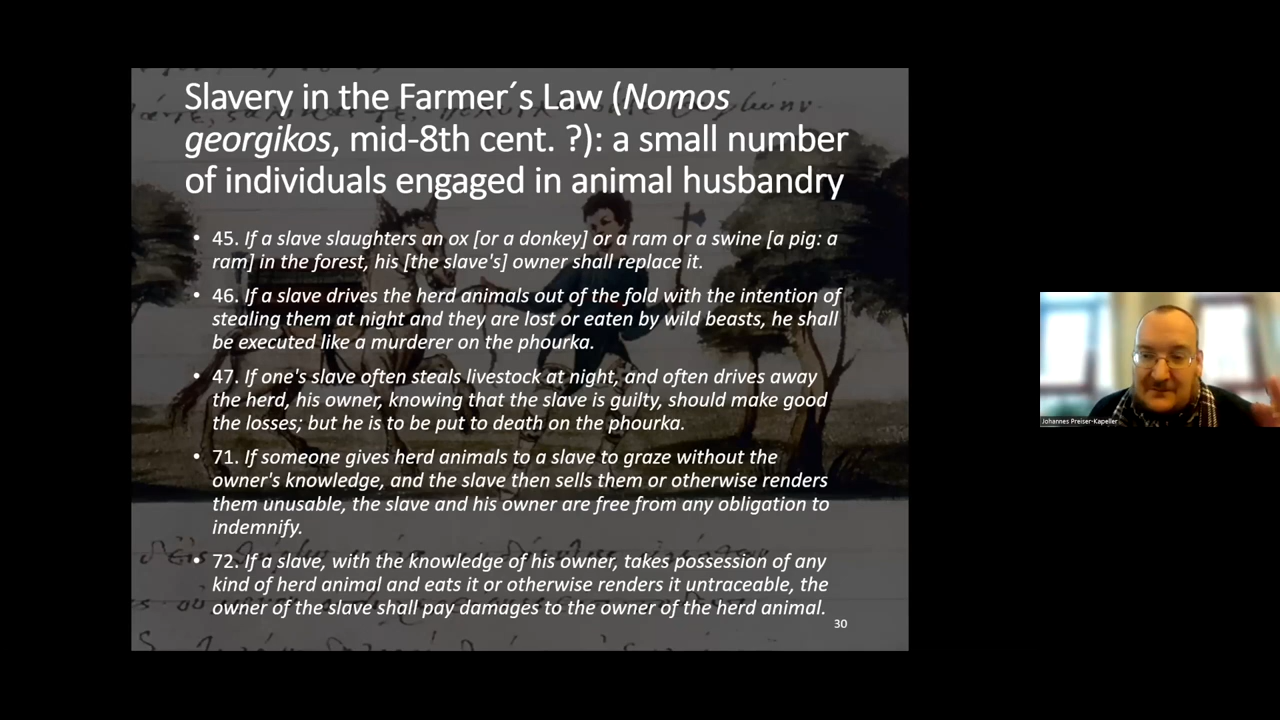 Slavery in the Farmer´s Law (Nomos
georgikos, mid-8th cent. ?): a small number
of individuals engaged in animal husbandry
• 45. If a slave slaughters an ox [or a donkey] or a ram or a swine [a pig: a
ram] in the forest, his [the slave's] owner shall replace it.
• 46. If a slave drives the herd animals out of the fold with the intention of
stealing them at night and they are lost or eaten by wild beasts, he shall
be executed like a murderer on the phourka.
• 47. If one's slave often steals livestock at night, and often drives away
the herd, his owner, knowing that the slave is guilty, should make good
the losses; but he is to be put to death on the phourka.
• 71. If someone gives herd animals to a slave to graze without the
owner's knowledge, and the slave then sells them or otherwise renders
them unusable, the slave and his owner are free from any obligation to
indemnify.
• 72. If a slave, with the knowledge of his owner, takes possession of any
kind of herd animal and eats it or otherwise renders it untraceable, the
owner of the slave shall pay damages to the owner of the herd animal.
30
Johannes Preiser-Kapeller